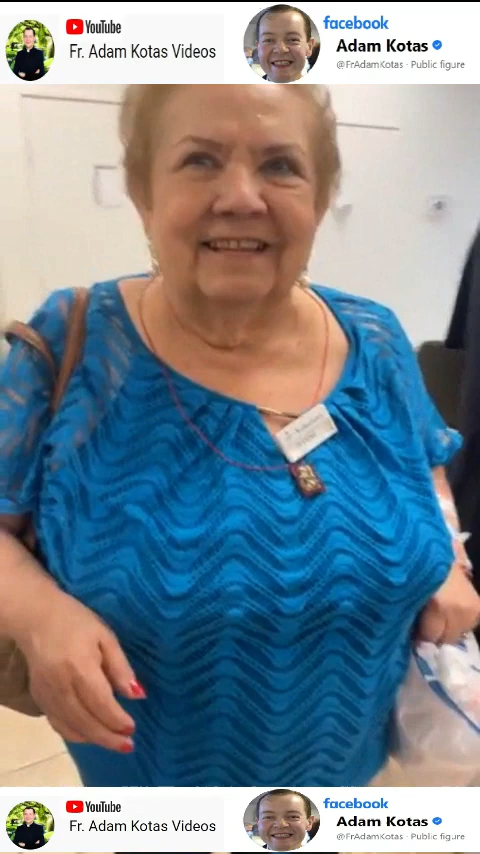 YouTube
Fr. Adam Kotas Videos
facebook
Adam Kotas
@FrAdamKotas · Public figure
YouTube
Fr. Adam Kotas Videos
facebook
Adam Kotas
@FrAdamKotas · Public figure